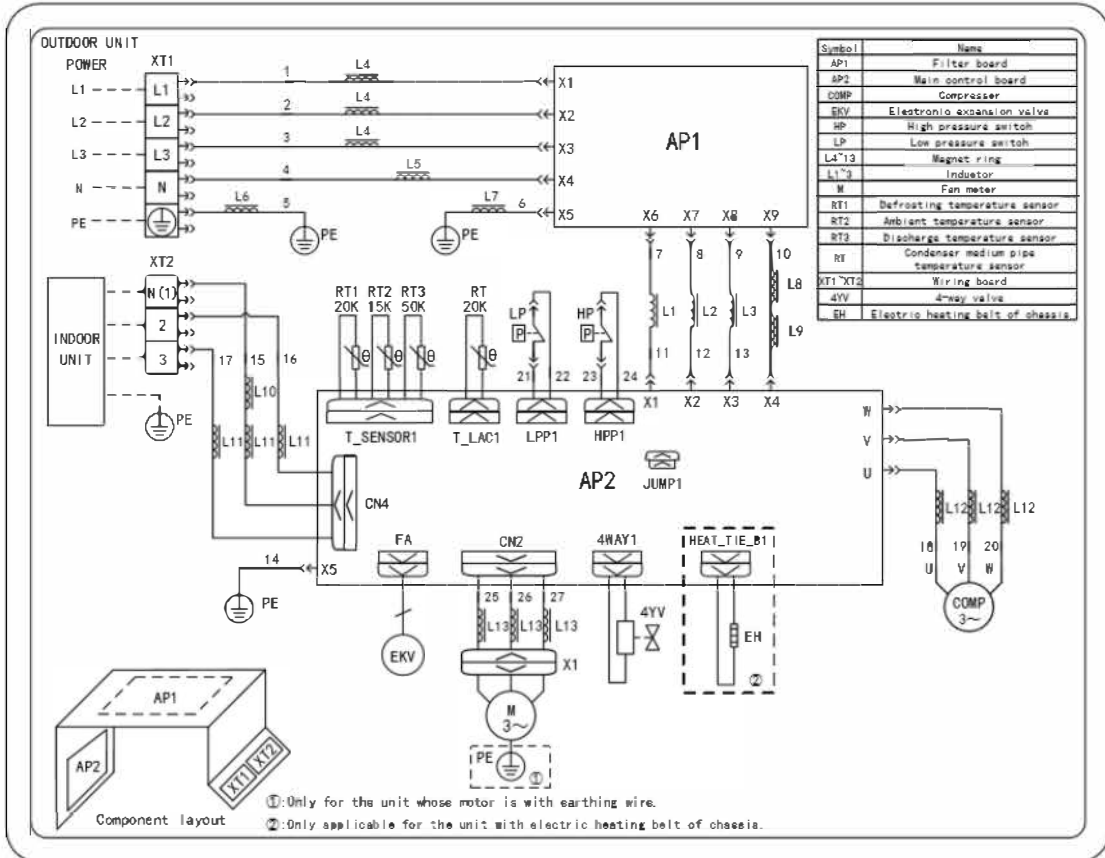 OUTDOOR UNIT
POWER XT1
L1 L1 1 L4 X1
L2 L2 2 L4 X2
L3 L3 3 L4 X3
N N 4 L5 X4
PE L6 5 PE L7 6 X5 PE
AP1
X6 X7 X8 X9
7 8 9 10
L1 L2 L3 L8
L9
11 12 13
X1 X2 X3 X4
Symbol Name
AP1 Filter board
AP2 Main control board
COMP Compressor
EKV Electronic expansion valve
HP High pressure switch
LP Low pressure switch
L4~13 Magnet ring
L1~3 Inductor
M Fan meter
RT1 Defrosting temperature sensor
RT2 Ambient temperature sensor
RT3 Discharge temperature sensor
RT Condenser medium pipe
temperature sensor
XT1~XT2 Wiring board
4YV 4-way valve
EH Electric heating belt of chassis.
XT2
N(1)
2
3
INDOOR
UNIT
PE
17 15 16
L10
L11 L11 L11
CN4
RT1 RT2 RT3
20K 15K 50K
θ θ θ
T_SENSOR1
RT
20K
θ
T_LAC1
LP
P
21 22
LPP1
HP
P
23 24
HPP1
AP2
JUMP1
W
V
U
L12 L12 L12
18 19 20
U V W
COMP
3~
14 X5
PE
FA
EKV
CN2
25 26 27
L13 L13 L13
X1
M
3~
PE
①
4WAY1
4YV
HEAT_TIE_B1
EH
②
AP1
AP2
XT1 XT2
Component layout
①:Only for the unit whose motor is with earthing wire.
②:Only applicable for the unit with electric heating belt of chassis.